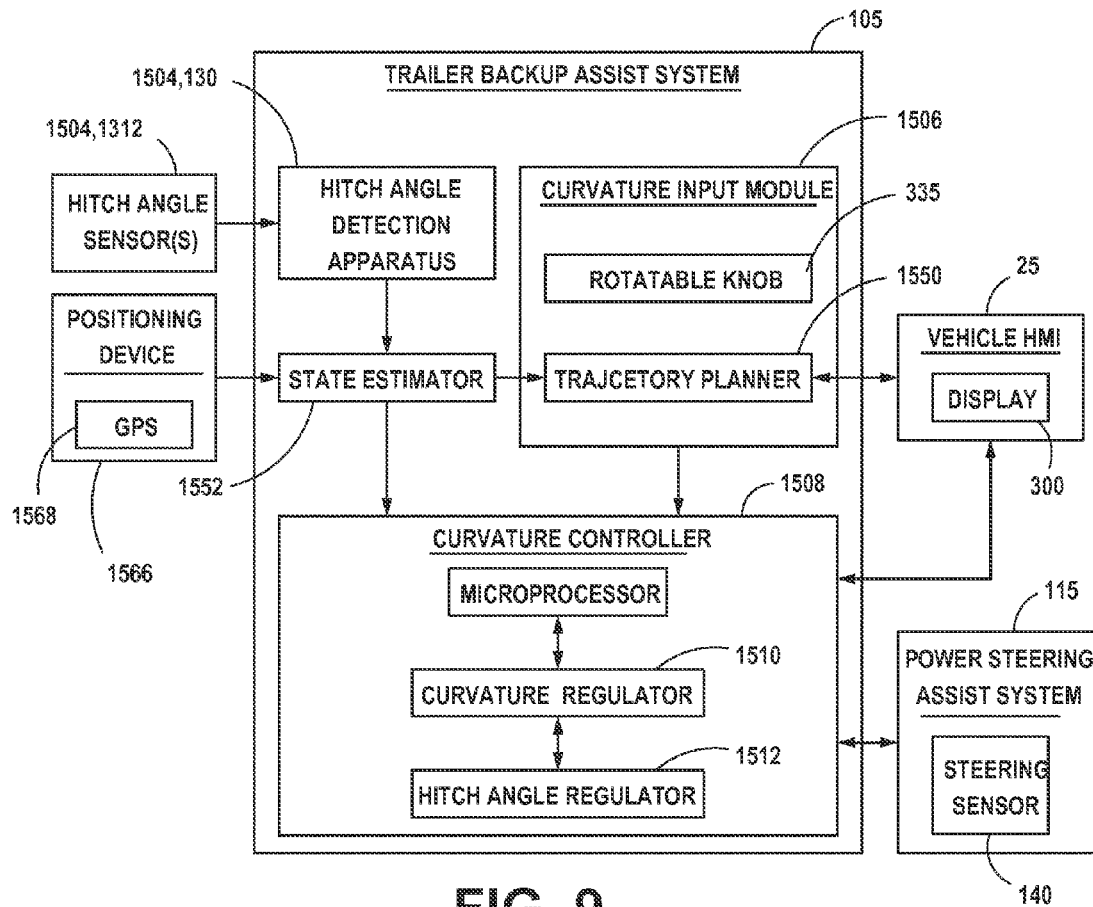 105
TRAILER BACKUP ASSIST SYSTEM
1504,130
1504,1312
1506
HITCH ANGLE
SENSOR(S)
HITCH ANGLE
DETECTION
APPARATUS
CURVATURE INPUT MODULE
335
ROTATABLE KNOB
1550
25
POSITIONING
DEVICE
GPS
STATE ESTIMATOR
TRAJCETORY PLANNER
VEHICLE HMI
DISPLAY
300
1568
1566
1552
1508
CURVATURE CONTROLLER
MICROPROCESSOR
1510
CURVATURE REGULATOR
1512
HITCH ANGLE REGULATOR
115
POWER STEERING
ASSIST SYSTEM
STEERING
SENSOR
140
FIG. 9